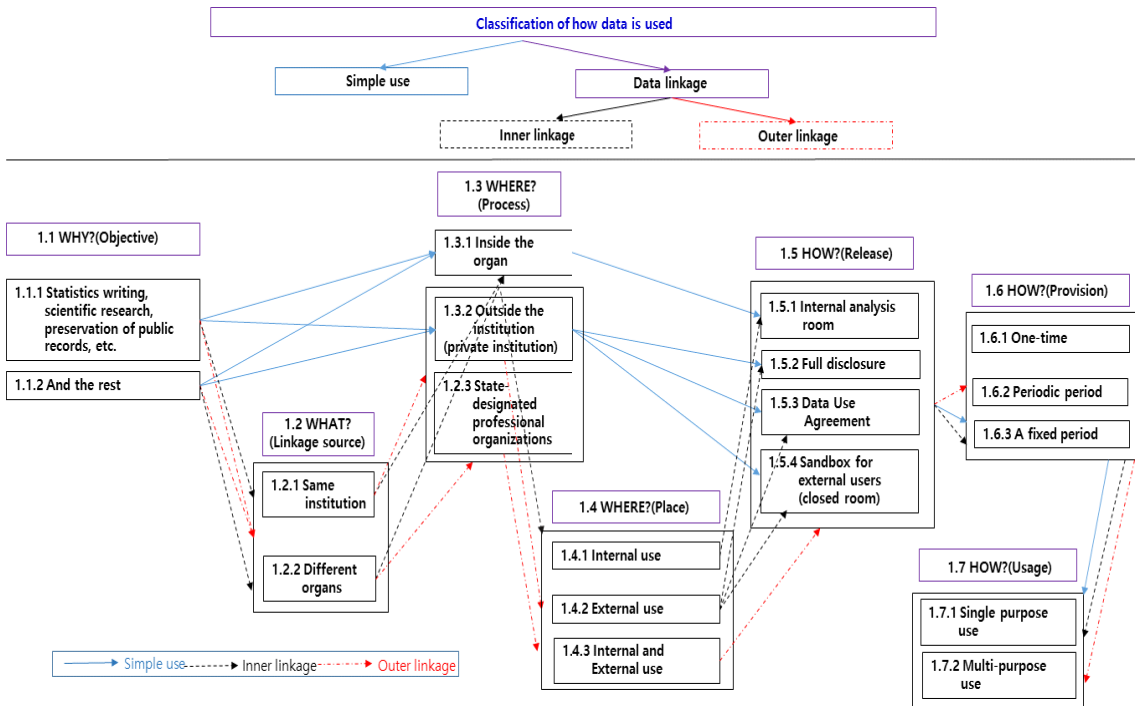 Classification of how data is used
Simple use
Data linkage
Inner linkage
Outer linkage
1.1 WHY?(Objective)
1.1.1 Statistics writing,
scientific research,
preservation of public
records, etc.
1.1.2 And the rest
1.2 WHAT?
(Linkage source)
1.2.1 Same
institution
1.2.2 Different
organs
1.3 WHERE?
(Process)
1.3.1 Inside the
organ
1.3.2 Outside the
institution
(private institution)
1.2.3 State-
designated
professional
organizations
1.4 WHERE?(Place)
1.4.1 Internal use
1.4.2 External use
1.4.3 Internal and
External use
1.5 HOW?(Release)
1.5.1 Internal analysis
room
1.5.2 Full disclosure
1.5.3 Data Use
Agreement
1.5.4 Sandbox for
external users
(closed room)
1.6 HOW?(Provision)
1.6.1 One-time
1.6.2 Periodic period
1.6.3 A fixed period
1.7 HOW?(Usage)
1.7.1 Single purpose
use
1.7.2 Multi-purpose
use
Simple use Inner linkage Outer linkage